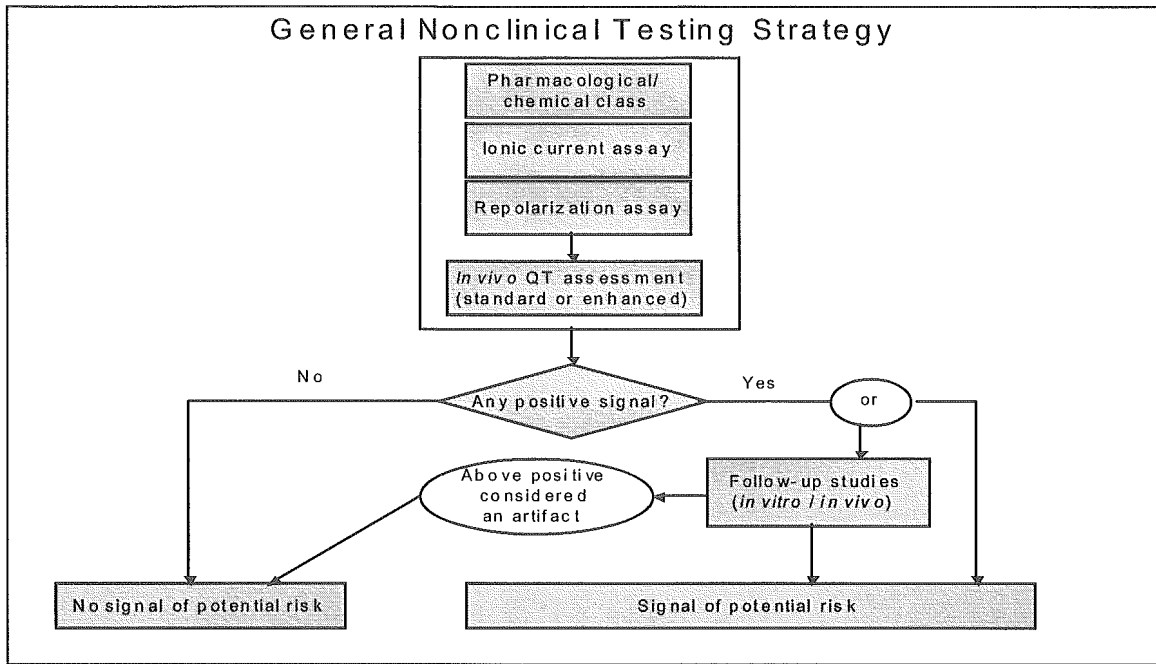 General Nonclinical Testing Strategy
Pharmacological/
chemical class
Ionic current assay
Repolarization assay
In vivo QT assessment
(standard or enhanced)
No
Any positive signal?
Yes
or
Above positive
considered
an artifact
Follow-up studies
(in vitro / in vivo)
No signal of potential risk
Signal of potential risk